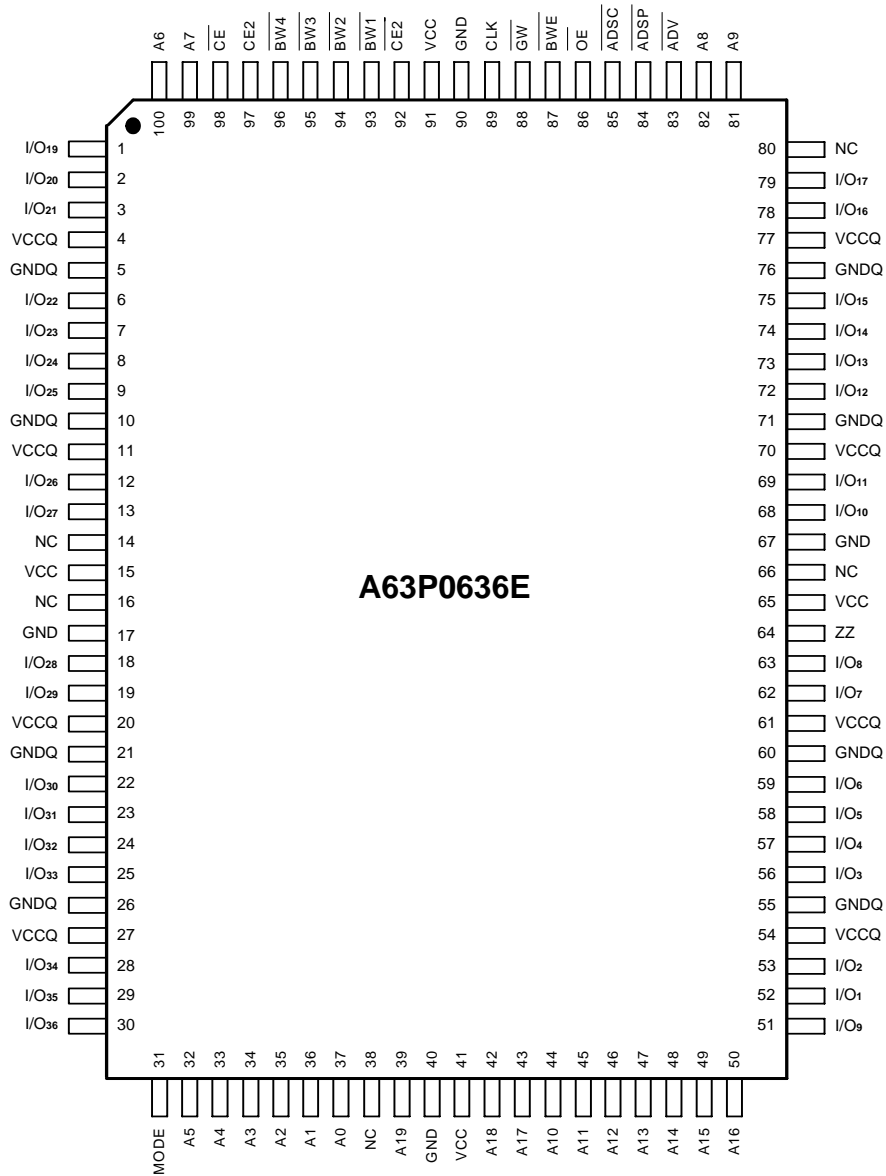 A6 A7 CE CE2 BW4 BW3 BW2 BW1 CE2 VCC GND CLK GW BWE OE ADSC ADSP ADV A8 A9
100 99 98 97 96 95 94 93 92 91 90 89 88 87 86 85 84 83 82 81
I/O19 1 80 NC
I/O20 2 79 I/O17
I/O21 3 78 I/O16
VCCQ 4 77 VCCQ
GNDQ 5 76 GNDQ
I/O22 6 75 I/O15
I/O23 7 74 I/O14
I/O24 8 73 I/O13
I/O25 9 72 I/O12
GNDQ 10 71 GNDQ
VCCQ 11 70 VCCQ
I/O26 12 69 I/O11
I/O27 13 68 I/O10
NC 14 67 GND
VCC 15 66 NC
A63P0636E
NC 16 65 VCC
GND 17 64 ZZ
I/O28 18 63 I/O8
I/O29 19 62 I/O7
VCCQ 20 61 VCCQ
GNDQ 21 60 GNDQ
I/O30 22 59 I/O6
I/O31 23 58 I/O5
I/O32 24 57 I/O4
I/O33 25 56 I/O3
GNDQ 26 55 GNDQ
VCCQ 27 54 VCCQ
I/O34 28 53 I/O2
I/O35 29 52 I/O1
I/O36 30 51 I/O9
31 32 33 34 35 36 37 38 39 40 41 42 43 44 45 46 47 48 49 50
MODE A5 A4 A3 A2 A1 A0 NC A19 GND VCC A18 A17 A10 A11 A12 A13 A14 A15 A16